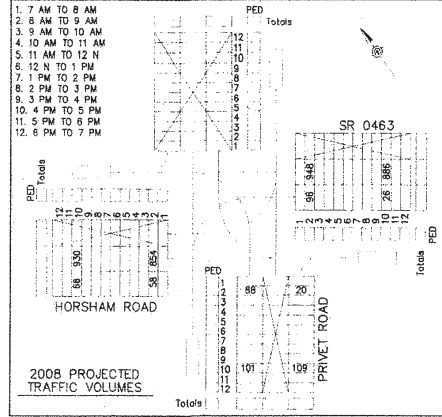 1. 7 AM TO 8 AM
2. 8 AM TO 9 AM
3. 9 AM TO 10 AM
4. 10 AM TO 11 AM
5. 11 AM TO 12 N
6. 12 N TO 1 PM
7. 1 PM TO 2 PM
8. 2 PM TO 3 PM
9. 3 PM TO 4 PM
10. 4 PM TO 5 PM
11. 5 PM TO 6 PM
12. 6 PM TO 7 PM
PED
Totals
12
11
10
9
8
7
6
5
4
3
2
1
SR 0463
96 948
26 886
1 2 3 4 5 6 7 8 9 10 11 12
PED
Totals
PED
Totals
12 11 10 9 8 7 6 5 4 3 2 1
68 930
58 854
HORSHAM ROAD
PED
1
2
3
4
5
6
7
8
9
10
11
12
88 20
101 109
PRIVET ROAD
Totals
2008 PROJECTED
TRAFFIC VOLUMES